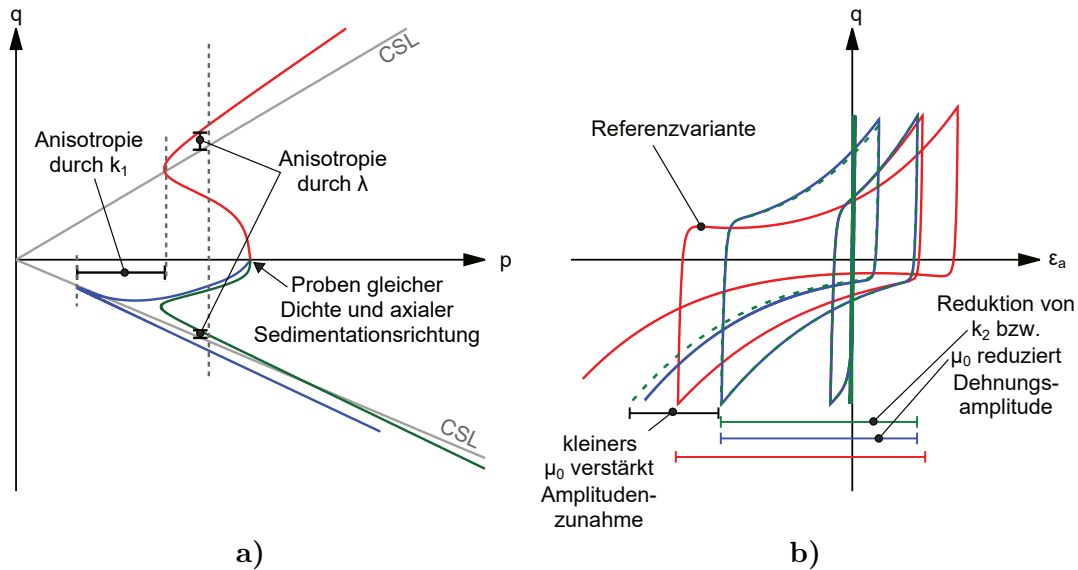 q
CSL
Anisotropie
durch k₁
Anisotropie
durch λ
p
Proben gleicher
Dichte und axialer
Sedimentationsrichtung
CSL
a)
q
Referenzvariante
εₐ
Reduktion von
k₂ bzw.
μ₀ reduziert
Dehnungs-
amplitude
kleiners
μ₀ verstärkt
Amplituden-
zunahme
b)